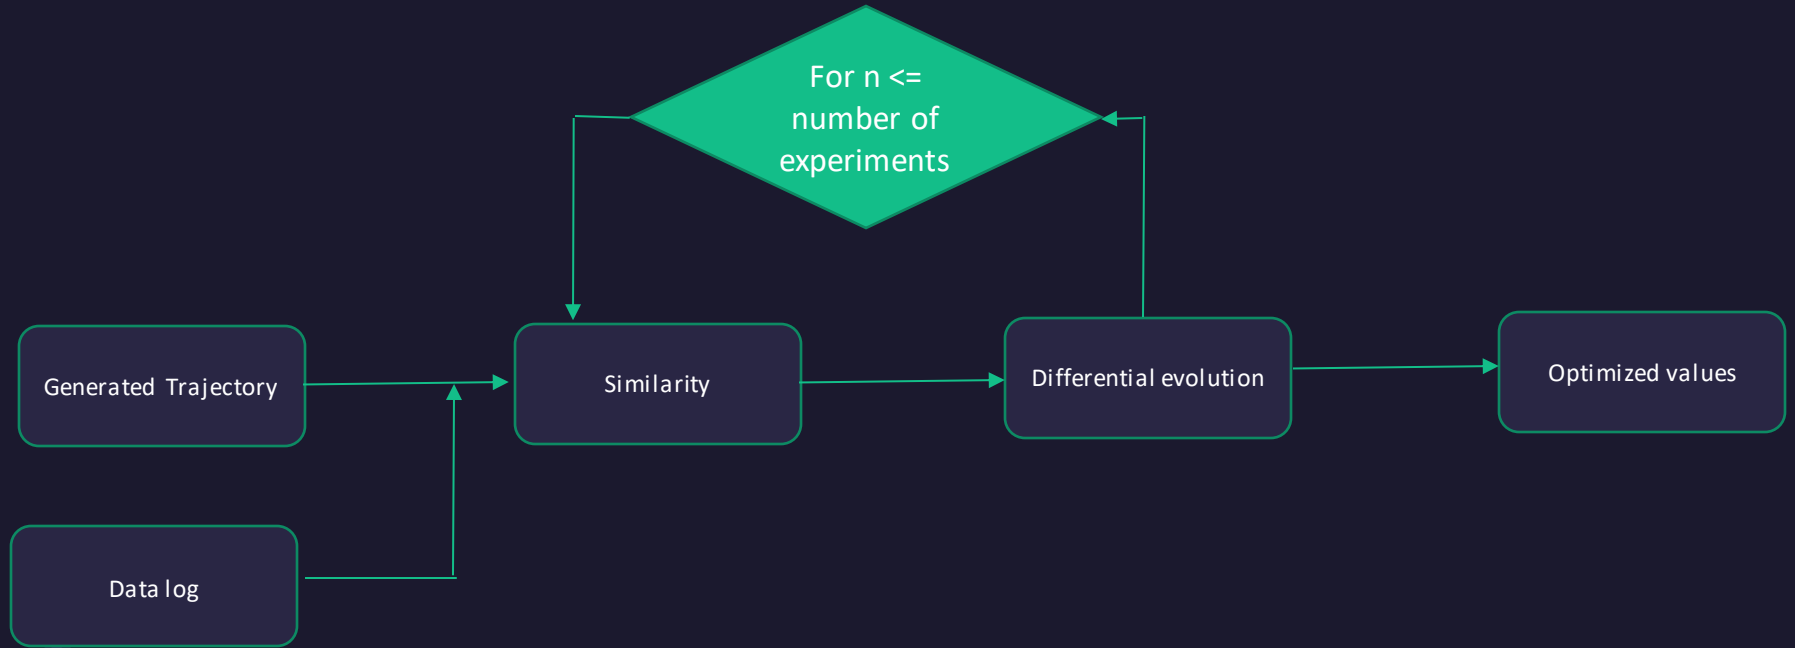 For n <=
number of
experiments
Generated Trajectory
Similarity
Differential evolution
Optimized values
Data log